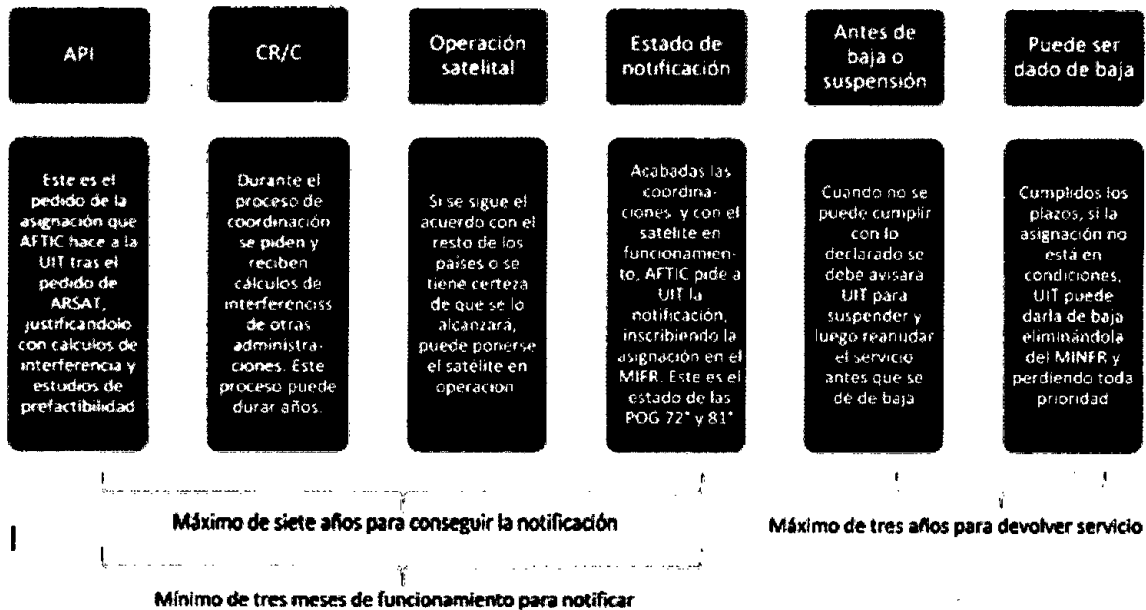 API
CR/C
Operación
satelital
Estado de
notificación
Antes de
baja o
suspensión
Puede ser
dado de baja
Este es el
pedido de la
asignación que
AFTIC hace a la
UIT tras el
pedido de
ARSAT,
justificandolo
con calculos de
interferencia y
estudios de
prefactibilidad
Durante el
proceso de
coordinación
se piden y
reciben
cálculos de
interferenciss
de otras
administra-
ciones. Este
proceso puede
durar años.
Si se sigue el
acuerdo con el
resto de los
países o se
tiene certeza
de que se lo
alcanzará,
puede ponerse
el satélite en
operacion
Acabadas las
coordina-
ciones y con el
satélite en
funcionamien-
to, AFTIC pide a
UIT la
notificación,
inscribiendo la
asignación en el
MIFR. Este es el
estado de las
POG 72° y 81°
Cuando no se
puede cumplir
con lo
declarado se
debe avisara
UIT para
suspender y
luego reanudar
el servicio
antes que se
de de baja
Cumplidos los
plazos, si la
asignación no
está en
condiciones,
UIT puede
darla de baja
eliminándola
del MINFR y
perdiendo toda
prioridad
Máximo de siete años para conseguir la notificación
Máximo de tres años para devolver servicio
Mínimo de tres meses de funcionamiento para notificar